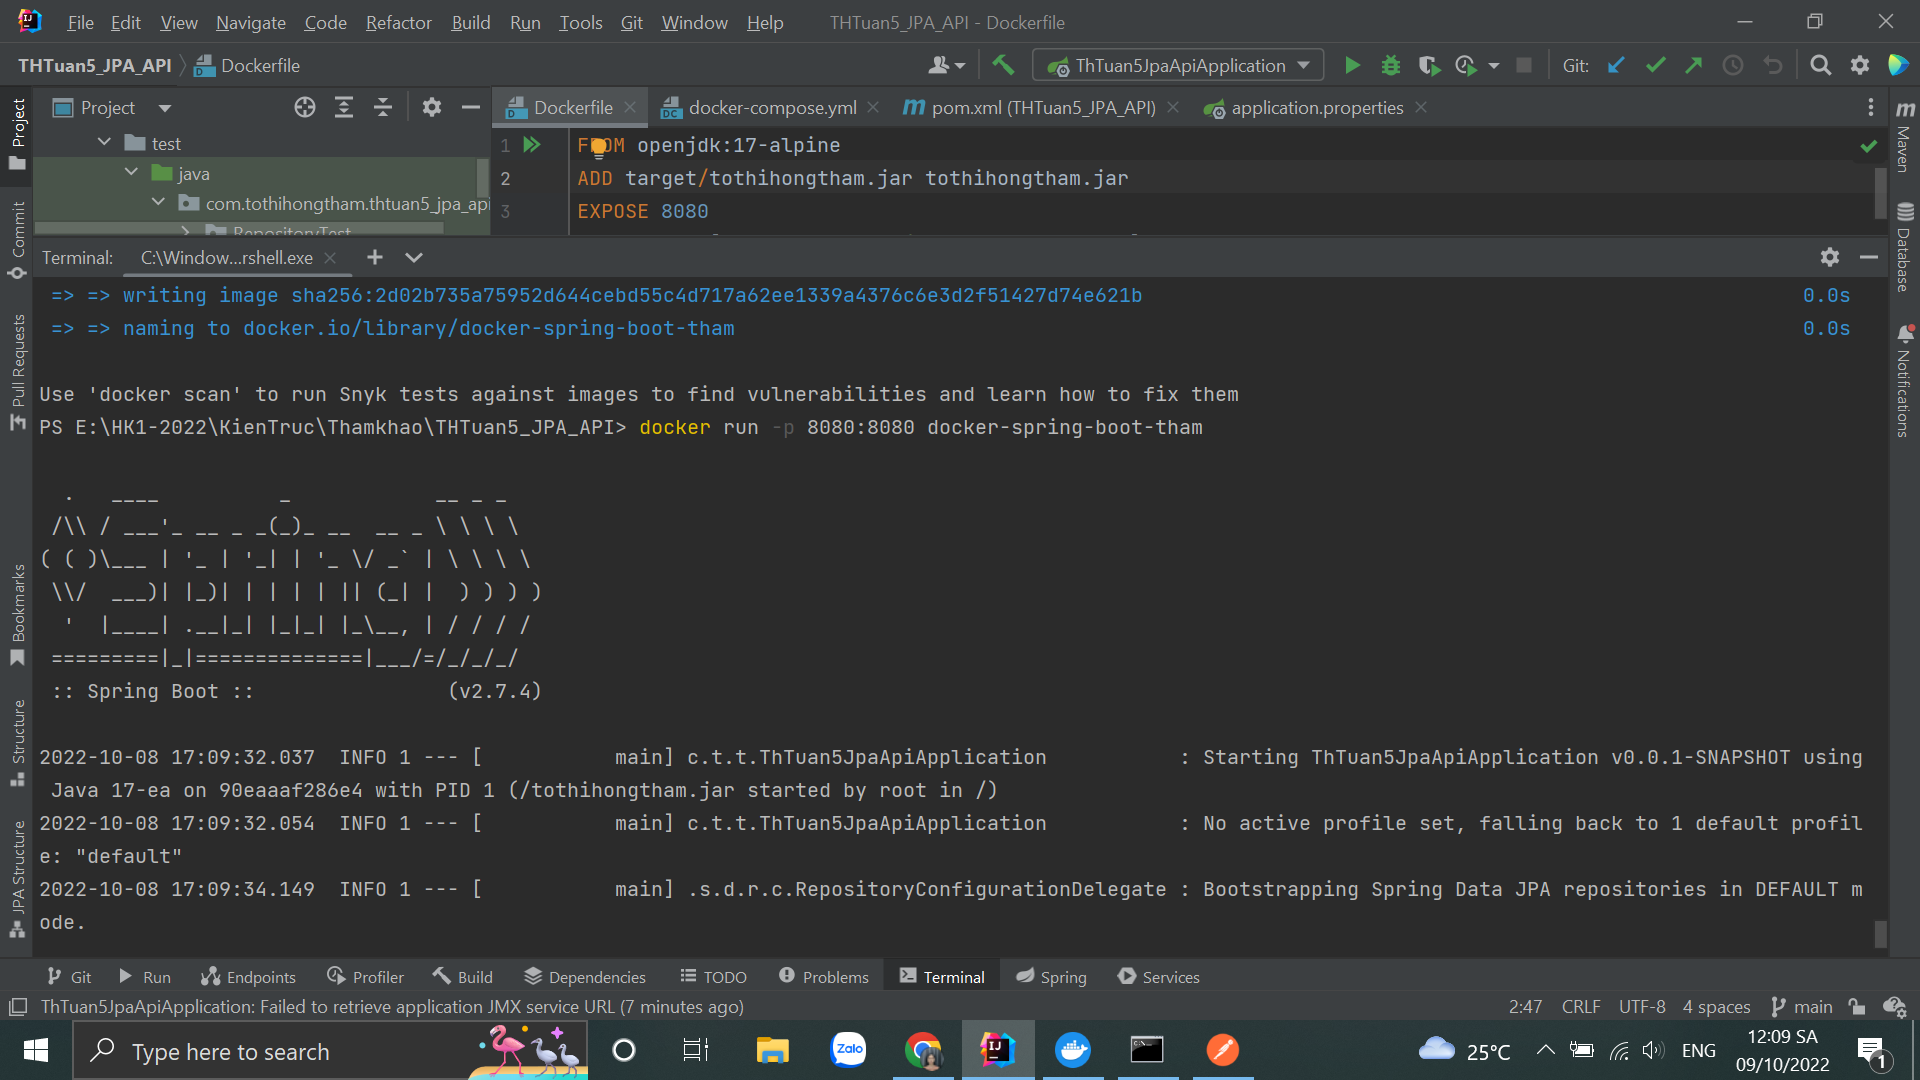 File Edit View Navigate Code Refactor Build Run Tools Git Window Help THTuan5_JPA_API - Dockerfile
THTuan5_JPA_API Dockerfile ThTuan5JpaApiApplication Git:
Project Dockerfile docker-compose.yml pom.xml (THTuan5_JPA_API) application.properties
test
java
com.tothihongtham.thtuan5_jpa_api
RepositoryTest
1 FROM openjdk:17-alpine
2 ADD target/tothihongtham.jar tothihongtham.jar
3 EXPOSE 8080
Terminal: C:\Window...rshell.exe
=> => writing image sha256:2d02b735a75952d644cebd55c4d717a62ee1339a4376c6e3d2f51427d74e621b 0.0s
=> => naming to docker.io/library/docker-spring-boot-tham 0.0s
Use 'docker scan' to run Snyk tests against images to find vulnerabilities and learn how to fix them
PS E:\HK1-2022\KienTruc\Thamkhao\THTuan5_JPA_API> docker run -p 8080:8080 docker-spring-boot-tham
  .   ____          _            __ _ _
 /\\ / ___'_ __ _ _(_)_ __  __ _ \ \ \ \
( ( )\___ | '_ | '_| | '_ \/ _` | \ \ \ \
 \\/  ___)| |_)| | | | | || (_| |  ) ) ) )
  '  |____| .__|_| |_|_| |_\__, | / / / /
 =========|_|==============|___/=/_/_/_/
 :: Spring Boot ::                (v2.7.4)
2022-10-08 17:09:32.037  INFO 1 --- [           main] c.t.t.ThTuan5JpaApiApplication           : Starting ThTuan5JpaApiApplication v0.0.1-SNAPSHOT using
 Java 17-ea on 90eaaaf286e4 with PID 1 (/tothihongtham.jar started by root in /)
2022-10-08 17:09:32.054  INFO 1 --- [           main] c.t.t.ThTuan5JpaApiApplication           : No active profile set, falling back to 1 default profil
e: "default"
2022-10-08 17:09:34.149  INFO 1 --- [           main] .s.d.r.c.RepositoryConfigurationDelegate : Bootstrapping Spring Data JPA repositories in DEFAULT m
ode.
Project
Commit
Pull Requests
Bookmarks
Structure
JPA Structure
Maven
Database
Notifications
Git Run Endpoints Profiler Build Dependencies TODO Problems Terminal Spring Services
ThTuan5JpaApiApplication: Failed to retrieve application JMX service URL (7 minutes ago) 2:47 CRLF UTF-8 4 spaces main
Type here to search Zalo 25°C ENG 12:09 SA
09/10/2022
1